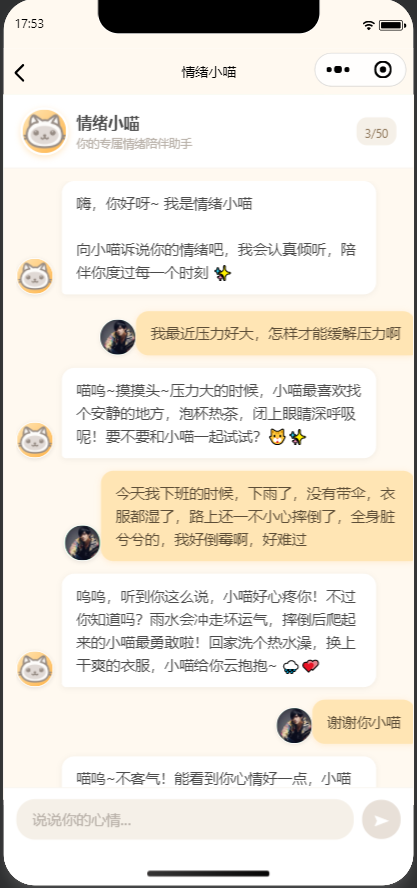 17:53
情绪小喵
情绪小喵
你的专属情绪陪伴助手
3/50
嗨，你好呀~ 我是情绪小喵
向小喵诉说你的情绪吧，我会认真倾听，陪
伴你度过每一个时刻 ✨
我最近压力好大，怎样才能缓解压力啊
喵呜~摸摸头~压力大的时候，小喵最喜欢找
个安静的地方，泡杯热茶，闭上眼睛深呼吸
呢！要不要和小喵一起试试？🐱✨
今天我下班的时候，下雨了，没有带伞，衣
服都湿了，路上还一不小心摔倒了，全身脏
兮兮的，我好倒霉啊，好难过
呜呜，听到你这么说，小喵好心疼你！不过
你知道吗？雨水会冲走坏运气，摔倒后爬起
来的小喵最勇敢啦！回家洗个热水澡，换上
干爽的衣服，小喵给你云抱抱~ 🌧️💕
谢谢你小喵
喵呜~不客气！能看到你心情好一点，小喵
说说你的心情...